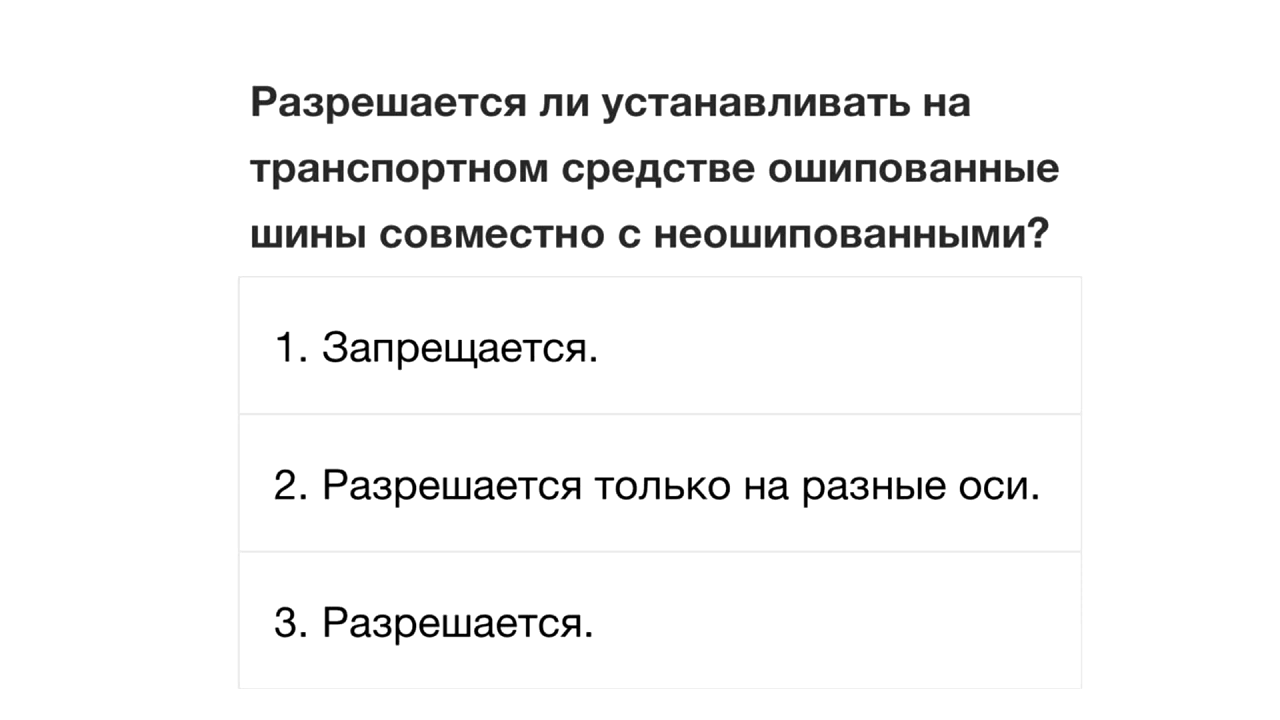 Разрешается ли устанавливать на
транспортном средстве ошипованные
шины совместно с неошипованными?
1. Запрещается.
2. Разрешается только на разные оси.
3. Разрешается.